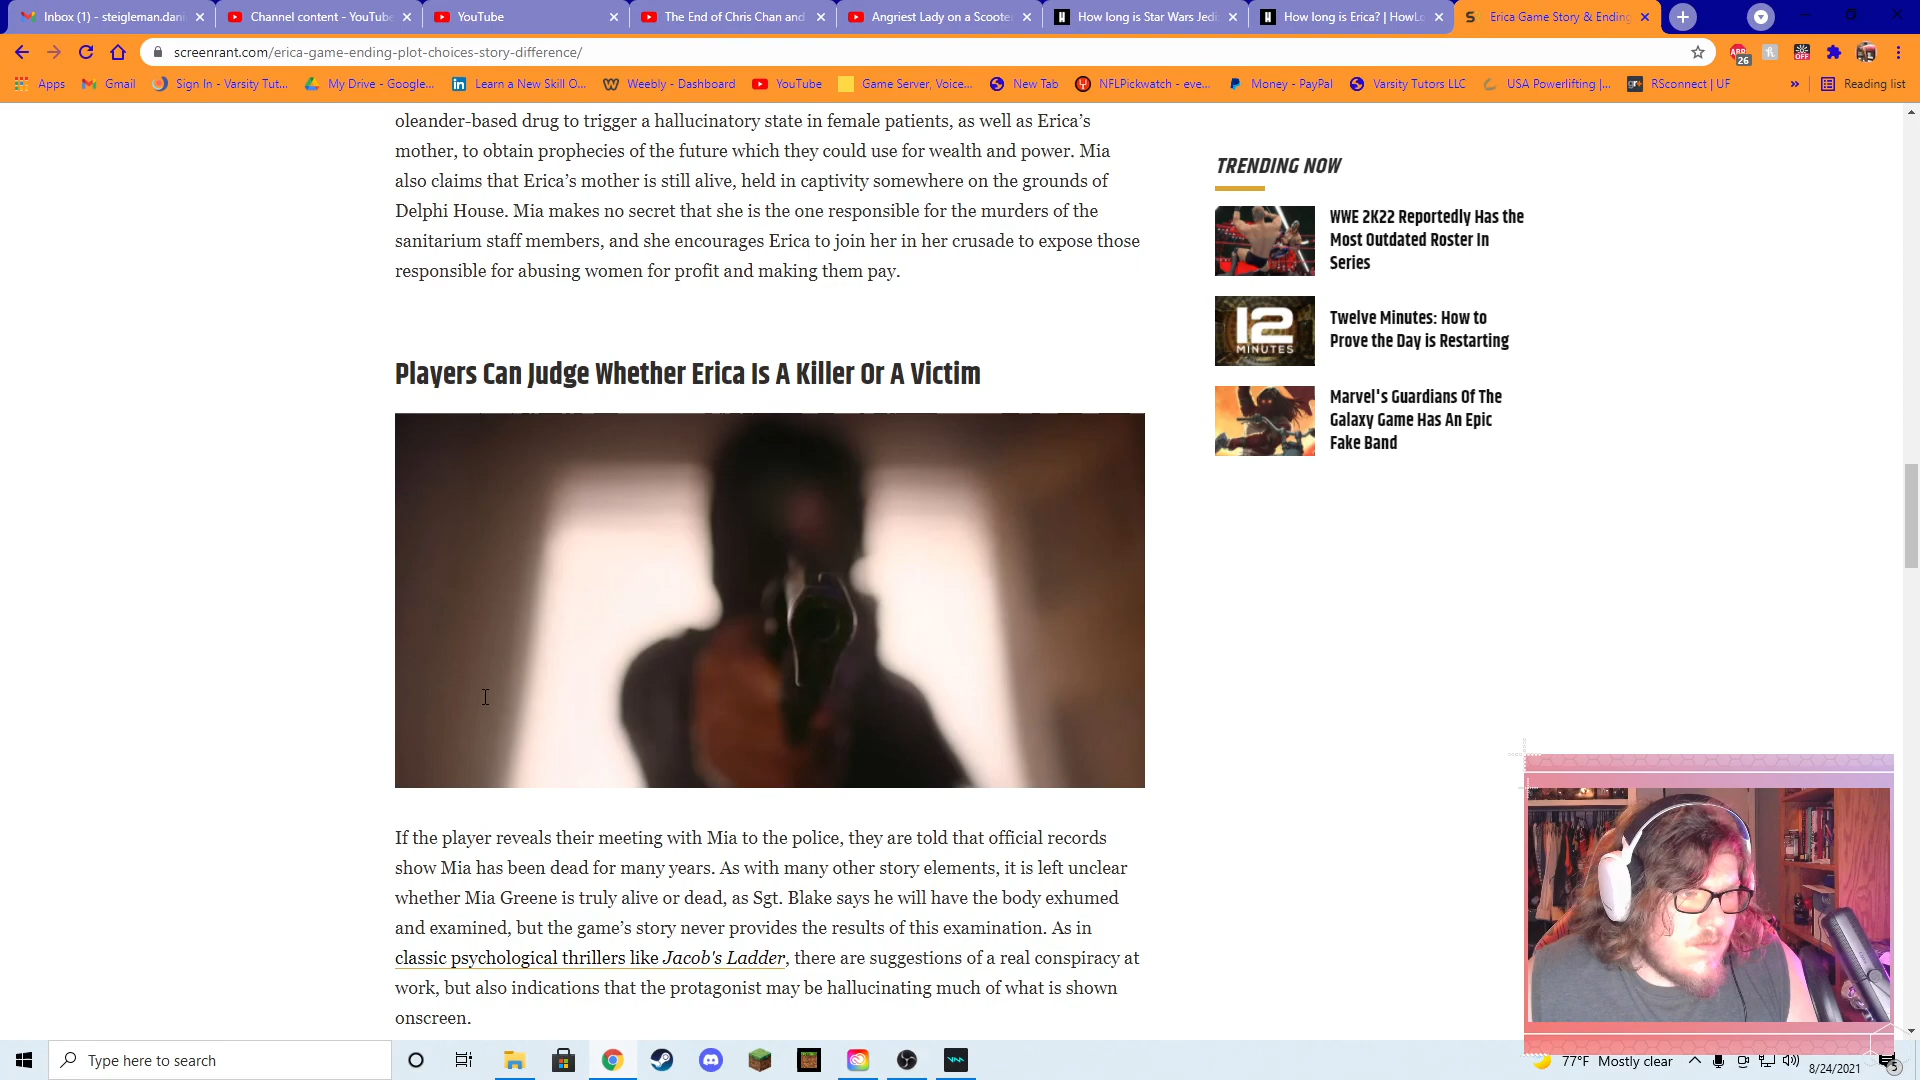 Inbox (1) - steigleman.dani
Channel content - YouTube
YouTube
The End of Chris Chan and
Angriest Lady on a Scoote
How long is Star Wars Jedi
How long is Erica? | HowLo
Erica Game Story & Ending
screenrant.com/erica-game-ending-plot-choices-story-difference/
ABP
26
OFF
Apps
Gmail
Sign In - Varsity Tut...
My Drive - Google...
Learn a New Skill O...
Weebly - Dashboard
YouTube
Game Server, Voice...
New Tab
NFLPickwatch - eve...
Money - PayPal
Varsity Tutors LLC
USA Powerlifting |...
RSconnect | UF
»
Reading list
oleander-based drug to trigger a hallucinatory state in female patients, as well as Erica's
mother, to obtain prophecies of the future which they could use for wealth and power. Mia
also claims that Erica's mother is still alive, held in captivity somewhere on the grounds of
Delphi House. Mia makes no secret that she is the one responsible for the murders of the
sanitarium staff members, and she encourages Erica to join her in her crusade to expose those
responsible for abusing women for profit and making them pay.
TRENDING NOW
WWE 2K22 Reportedly Has the
Most Outdated Roster In
Series
12
MINUTES
Twelve Minutes: How to
Prove the Day is Restarting
Marvel's Guardians Of The
Galaxy Game Has An Epic
Fake Band
Players Can Judge Whether Erica Is A Killer Or A Victim
If the player reveals their meeting with Mia to the police, they are told that official records
show Mia has been dead for many years. As with many other story elements, it is left unclear
whether Mia Greene is truly alive or dead, as Sgt. Blake says he will have the body exhumed
and examined, but the game's story never provides the results of this examination. As in
classic psychological thrillers like Jacob's Ladder, there are suggestions of a real conspiracy at
work, but also indications that the protagonist may be hallucinating much of what is shown
onscreen.
Type here to search
77°F Mostly clear
8/24/2021
5